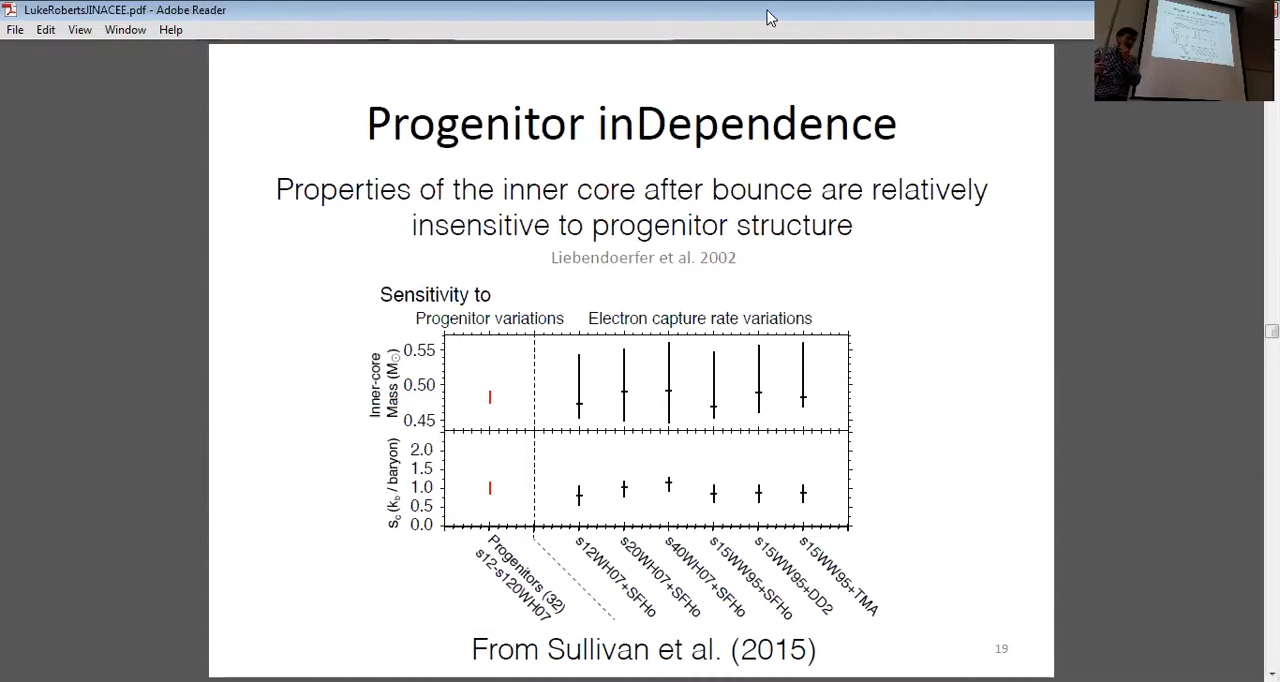 LukeRobertsJINACEE.pdf - Adobe Reader
File Edit View Window Help
Progenitor inDependence
Properties of the inner core after bounce are relatively
insensitive to progenitor structure
Liebendoerfer et al. 2002
Sensitivity to
Progenitor variations Electron capture rate variations
Inner-core
Mass (M☉)
0.55
0.50
0.45
s_c (k_b / baryon)
2.0
1.5
1.0
0.5
0.0
Progenitors (32)
s12-s120WH07
s12WH07+SFHo
s20WH07+SFHo
s40WH07+SFHo
s15WW95+SFHo
s15WW95+DD2
s15WW95+TMA
From Sullivan et al. (2015)
19